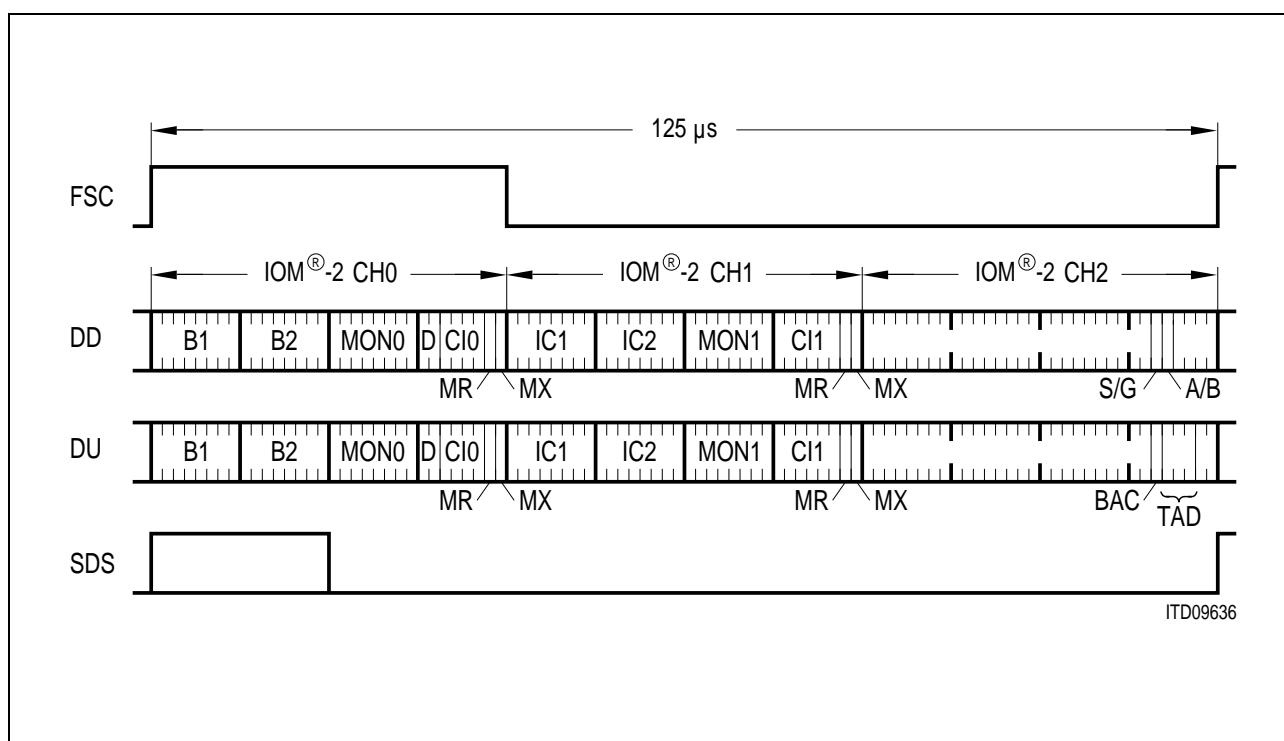 125 µs
FSC
IOM®-2 CH0 IOM®-2 CH1 IOM®-2 CH2
DD B1 B2 MON0 D CI0 IC1 IC2 MON1 CI1
MR MX MR MX S/G A/B
DU B1 B2 MON0 D CI0 IC1 IC2 MON1 CI1
MR MX MR MX BAC TAD
SDS
ITD09636